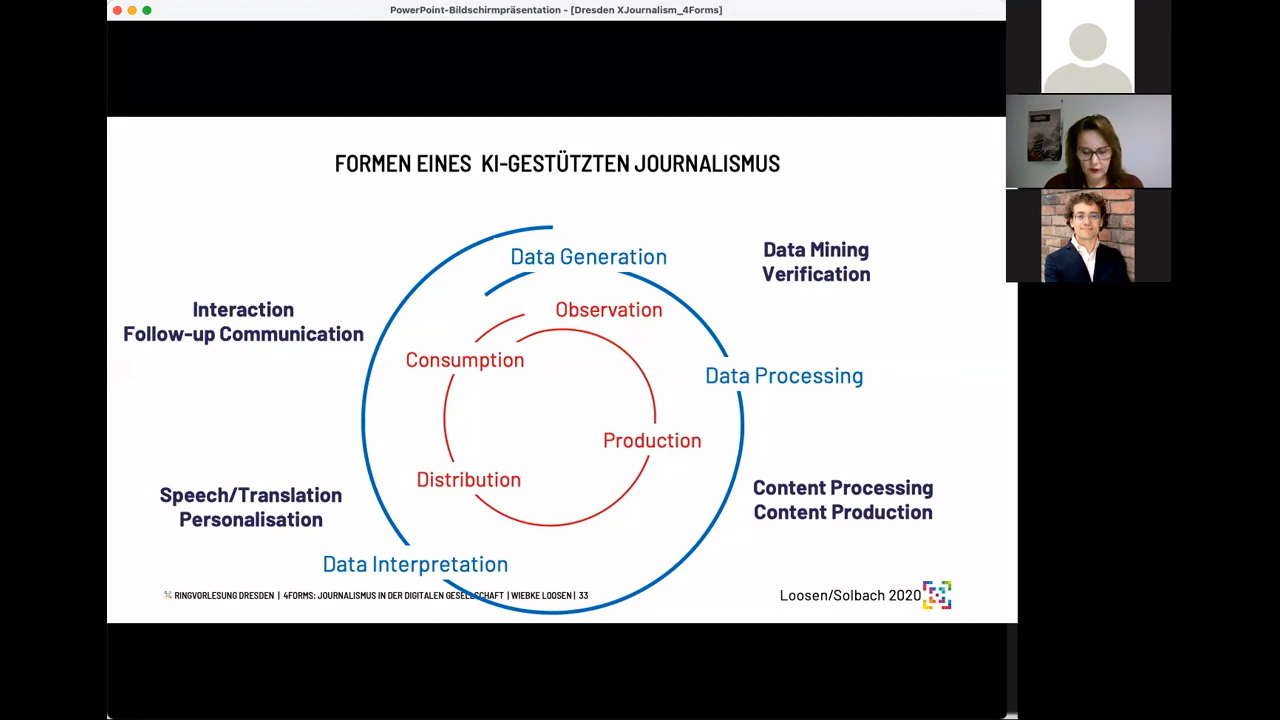 PowerPoint-Bildschirmpräsentation - [Dresden XJournalism_4Forms]
FORMEN EINES KI-GESTÜTZTEN JOURNALISMUS
Data Generation
Data Mining
Verification
Interaction
Follow-up Communication
Observation
Consumption
Data Processing
Production
Distribution
Speech/Translation
Personalisation
Content Processing
Content Production
Data Interpretation
RINGVORLESUNG DRESDEN | 4FORMS: JOURNALISMUS IN DER DIGITALEN GESELLSCHAFT | WIEBKE LOOSEN | 33
Loosen/Solbach 2020